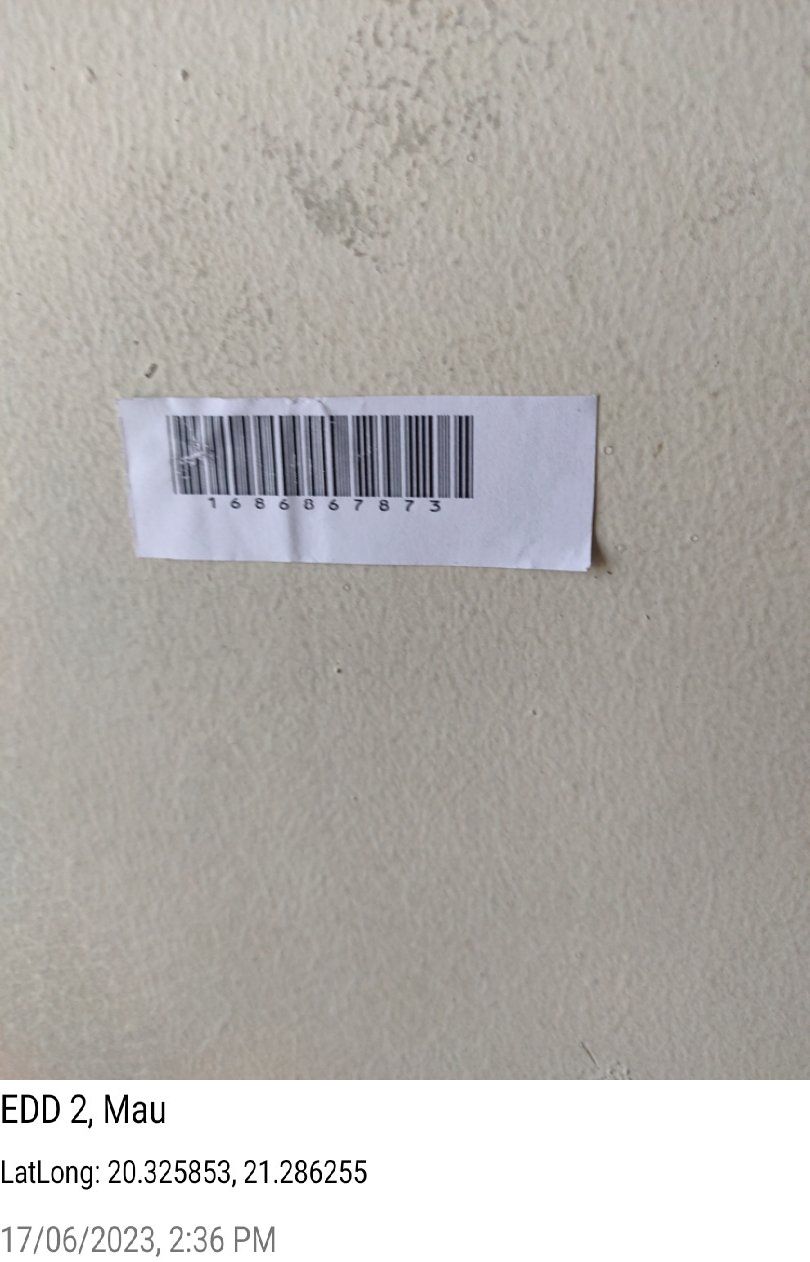 1686867873
EDD 2, Mau
LatLong: 20.325853, 21.286255
17/06/2023, 2:36 PM